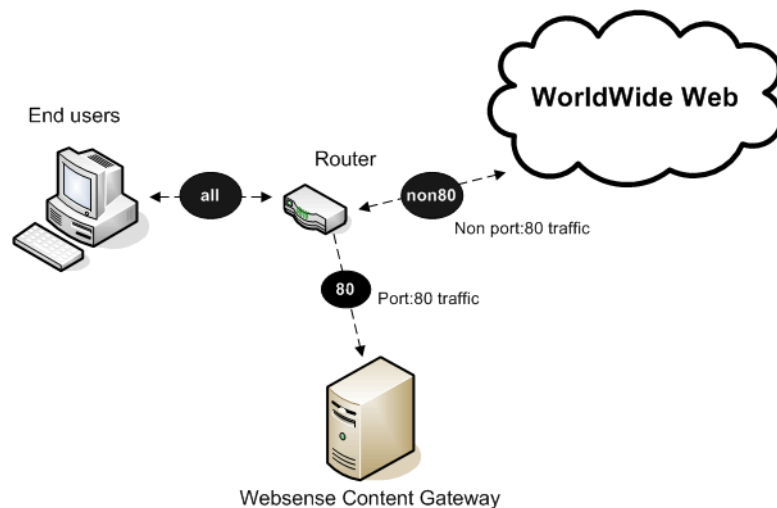 WorldWide Web
End users
Router
all
non80
Non port:80 traffic
80
Port:80 traffic
Websense Content Gateway